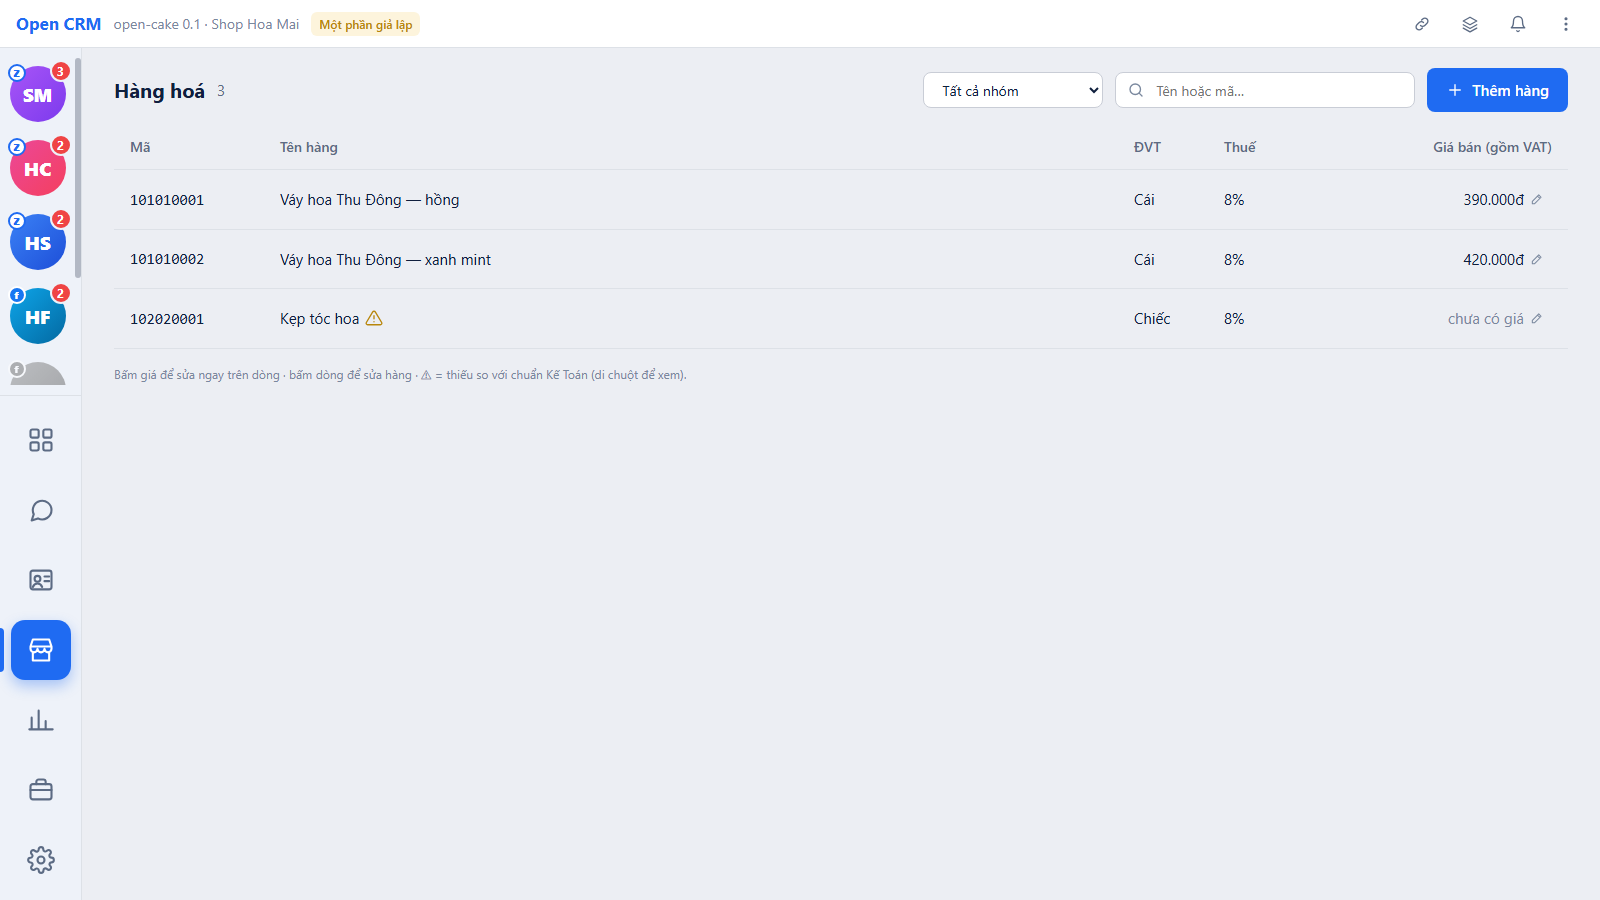 Open CRM open-cake 0.1 · Shop Hoa Mai Một phần giả lập
z 3
SM
z 2
HC
z 2
HS
f 2
HF
f
Hàng hoá 3 Tất cả nhóm Tên hoặc mã... Thêm hàng
Mã Tên hàng ĐVT Thuế Giá bán (gồm VAT)
101010001 Váy hoa Thu Đông — hồng Cái 8% 390.000đ
101010002 Váy hoa Thu Đông — xanh mint Cái 8% 420.000đ
102020001 Kẹp tóc hoa ⚠ Chiếc 8% chưa có giá
Bấm giá để sửa ngay trên dòng · bấm dòng để sửa hàng · ⚠ = thiếu so với chuẩn Kế Toán (di chuột để xem).